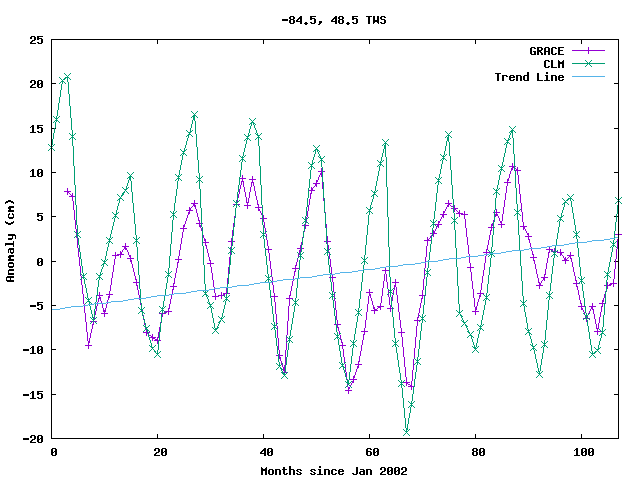 -84.5, 48.5 TWS
GRACE
CLM
Trend Line
25
20
15
10
5
0
-5
-10
-15
-20
Anomaly (cm)
0 20 40 60 80 100
Months since Jan 2002